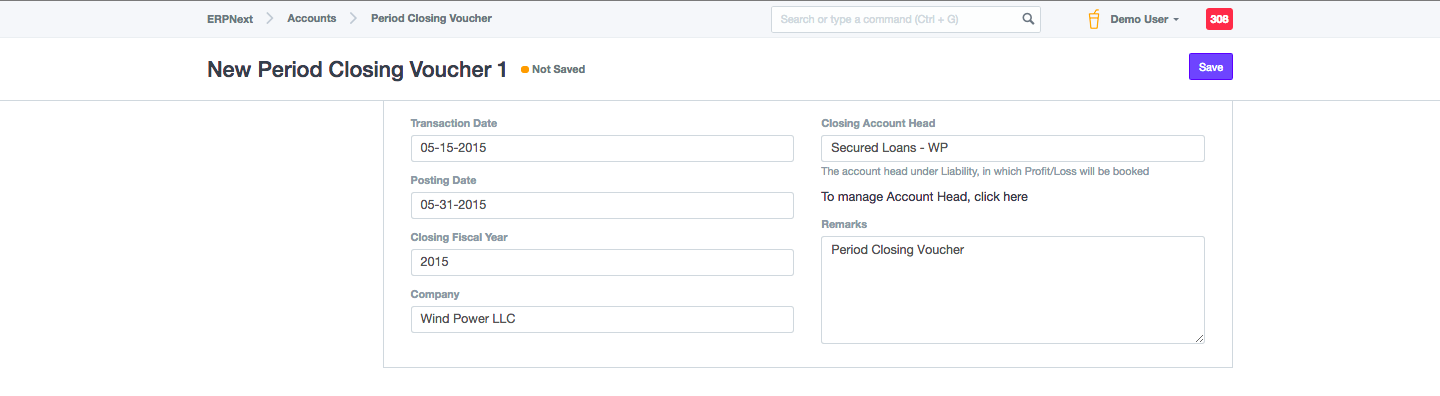 ERPNext
Accounts
Period Closing Voucher
Search or type a command (Ctrl + G)
Demo User
308
New Period Closing Voucher 1
Not Saved
Save
Transaction Date
05-15-2015
Posting Date
05-31-2015
Closing Fiscal Year
2015
Company
Wind Power LLC
Closing Account Head
Secured Loans - WP
The account head under Liability, in which Profit/Loss will be booked
To manage Account Head, click here
Remarks
Period Closing Voucher